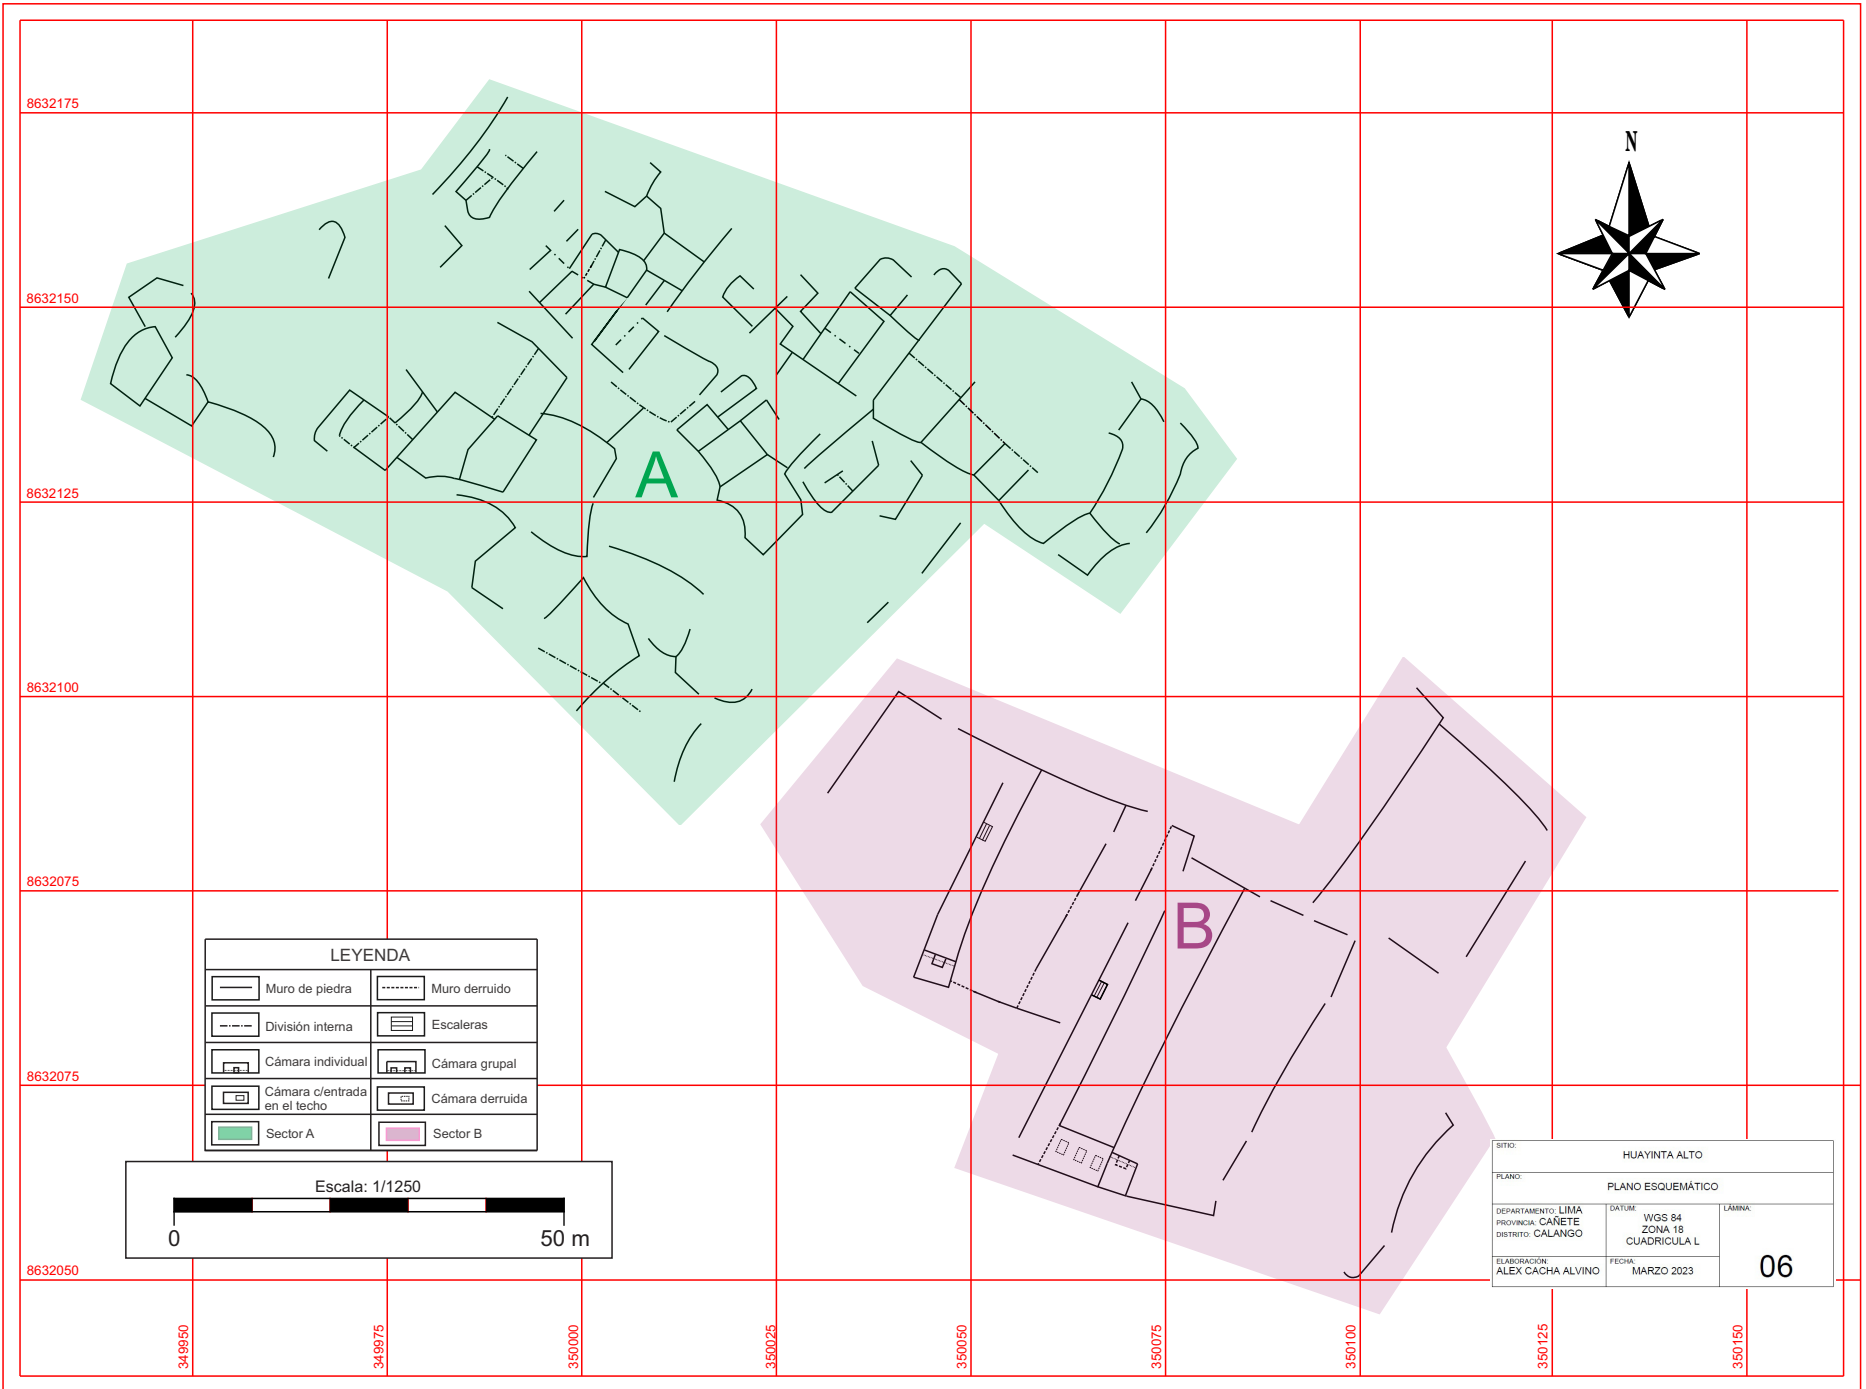 8632175
N
8632150
A
8632125
8632100
8632075
B
LEYENDA
Muro de piedra
Muro derruido
División interna
Escaleras
Cámara individual
Cámara grupal
8632075
Cámara c/entrada
en el techo
Cámara derruida
Sector A
Sector B
Escala: 1/1250
0
50 m
SITIO:
HUAYINTA ALTO
PLANO:
PLANO ESQUEMÁTICO
DEPARTAMENTO: LIMA
PROVINCIA: CAÑETE
DISTRITO: CALANGO
DATUM:
WGS 84
ZONA 18
CUADRICULA L
LÁMINA:
06
ELABORACIÓN:
ALEX CACHA ALVINO
FECHA:
MARZO 2023
8632050
349950
349975
350000
350025
350050
350075
350100
350125
350150